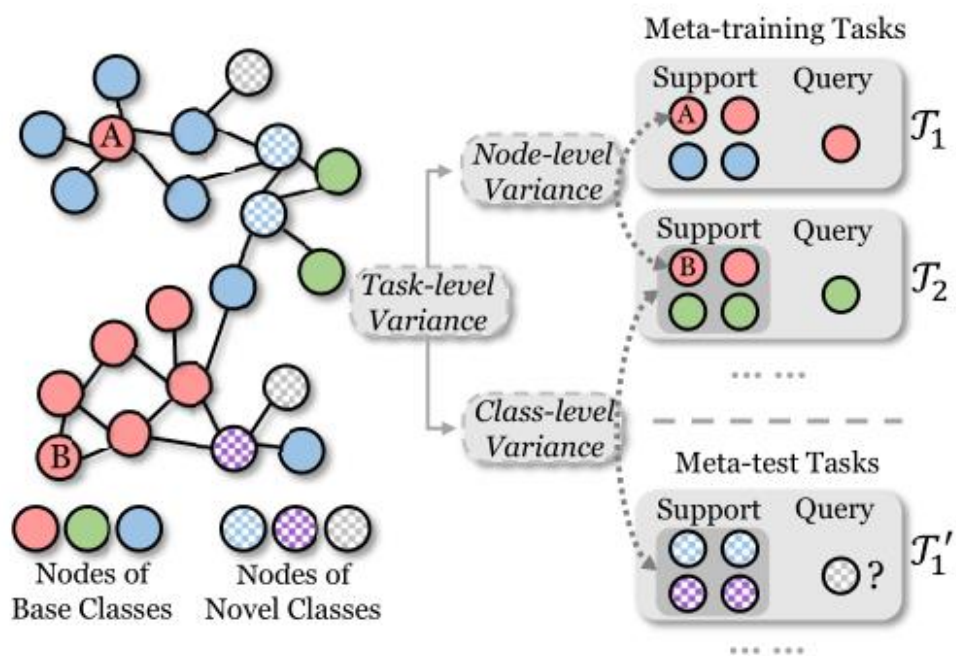 A
B
Nodes of
Base Classes
Nodes of
Novel Classes
Task-level
Variance
Node-level
Variance
Class-level
Variance
Meta-training Tasks
Support Query
A
𝒯1
Support Query
B
𝒯2
... ...
Meta-test Tasks
Support Query
?
𝒯1′
... ...